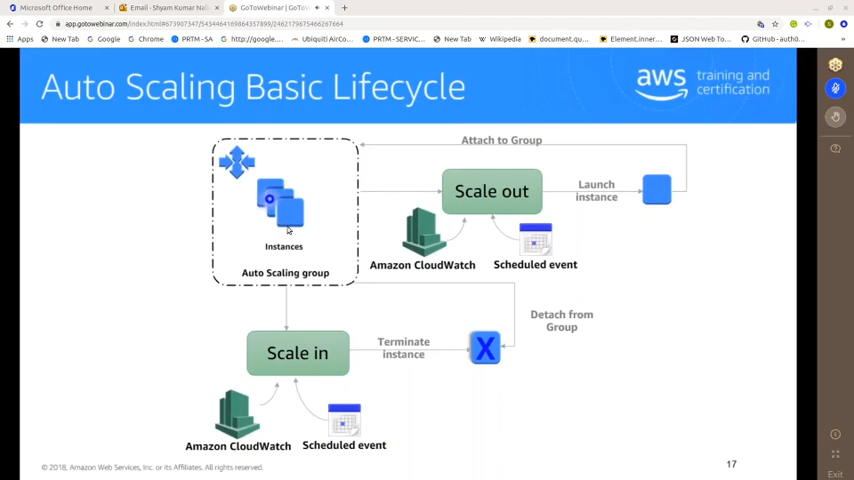 Microsoft Office Home
Email - Shyam Kumar Nal
GoToWebinar | GoTo
app.gotowebinar.com/index.html#673907347/5434464169864357899/2462179875466267664
Apps
New Tab
Google
Chrome
PRTM-SA
http://google....
Ubiquiti AirCo...
PRTM-SERVIC...
New Tab
Wikipedia
document.qu...
Element.inner...
JSON Web To...
GitHub - auth0...
Auto Scaling Basic Lifecycle
aws
training and
certification
Attach to Group
Scale out
Launch
instance
Instances
Amazon CloudWatch
Scheduled event
Auto Scaling group
Detach from
Group
Scale in
Terminate
instance
X
Amazon CloudWatch
Scheduled event
© 2018, Amazon Web Services, Inc. or its Affiliates. All rights reserved.
17
Exit